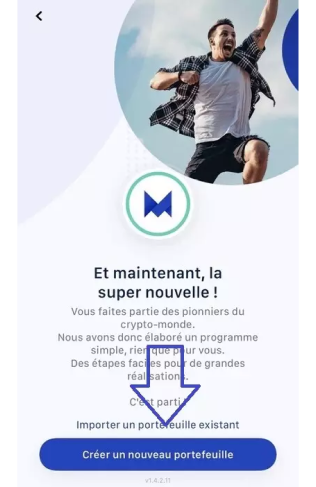 Et maintenant, la
super nouvelle !
Vous faites partie des pionniers du
crypto-monde.
Nous avons donc élaboré un programme
simple, rien que pour vous.
Des étapes faciles pour de grandes
réalisations.
C'est parti !
Importer un portefeuille existant
Créer un nouveau portefeuille
v1.4.2.11